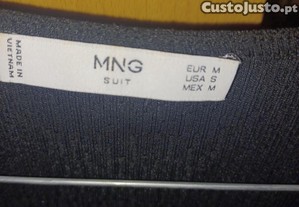 CustoJusto.pt
MADE IN
VIETNAM
MNG
SUIT
EUR M
USA S
MEX M